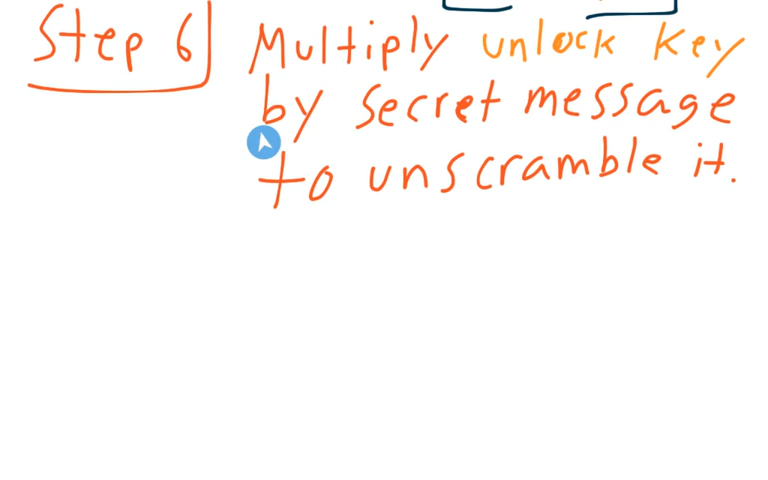 Step 6 Multiply unlock key
by secret message
to unscramble it.